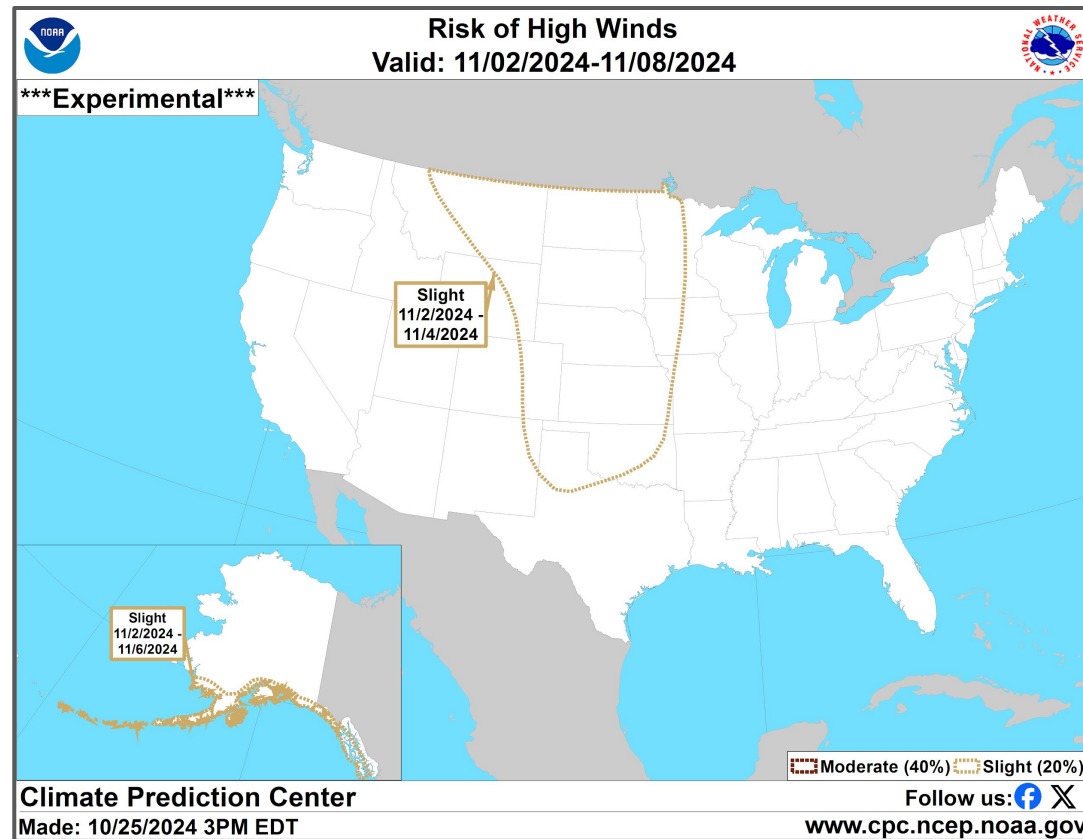 NOAA
Risk of High Winds
Valid: 11/02/2024-11/08/2024
NATIONAL WEATHER SERVICE
***Experimental***
Slight
11/2/2024 -
11/4/2024
Slight
11/2/2024 -
11/6/2024
Moderate (40%) Slight (20%)
Climate Prediction Center
Follow us:
Made: 10/25/2024 3PM EDT
www.cpc.ncep.noaa.gov